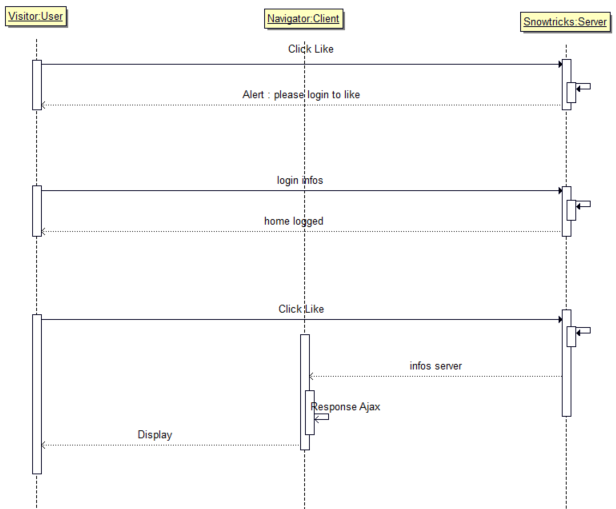 Visitor:User
Navigator:Client
Snowtricks:Server
Click Like
Alert : please login to like
login infos
home logged
Click Like
infos server
Response Ajax
Display